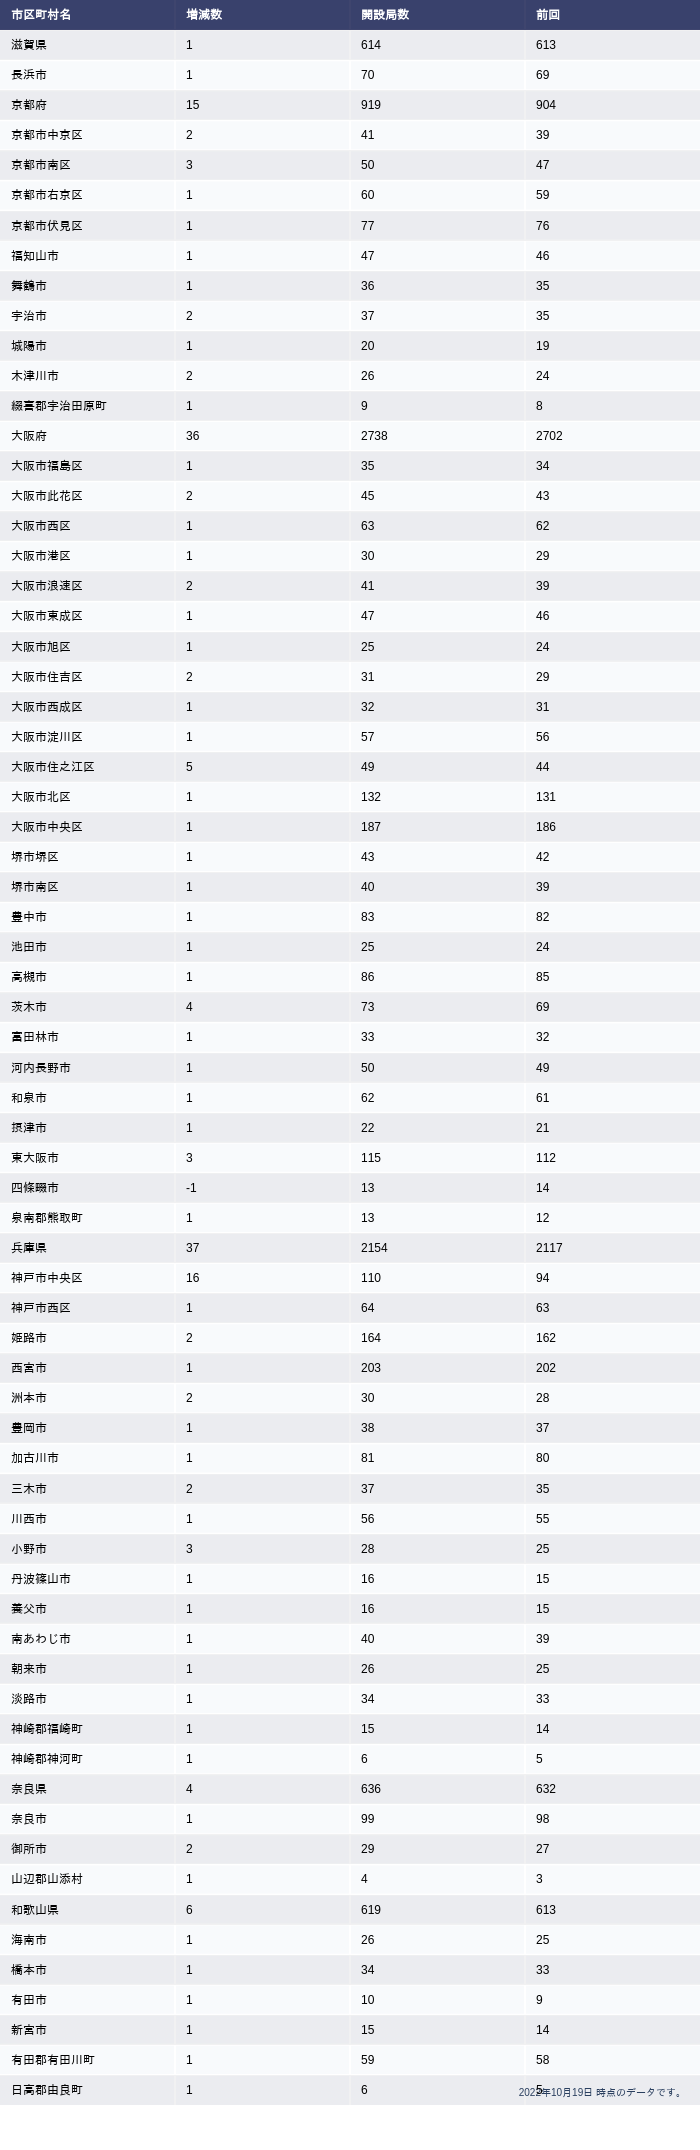 市区町村名 増減数 開設局数 前回
滋賀県 1 614 613
長浜市 1 70 69
京都府 15 919 904
京都市中京区 2 41 39
京都市南区 3 50 47
京都市右京区 1 60 59
京都市伏見区 1 77 76
福知山市 1 47 46
舞鶴市 1 36 35
宇治市 2 37 35
城陽市 1 20 19
木津川市 2 26 24
綴喜郡宇治田原町 1 9 8
大阪府 36 2738 2702
大阪市福島区 1 35 34
大阪市此花区 2 45 43
大阪市西区 1 63 62
大阪市港区 1 30 29
大阪市浪速区 2 41 39
大阪市東成区 1 47 46
大阪市旭区 1 25 24
大阪市住吉区 2 31 29
大阪市西成区 1 32 31
大阪市淀川区 1 57 56
大阪市住之江区 5 49 44
大阪市北区 1 132 131
大阪市中央区 1 187 186
堺市堺区 1 43 42
堺市南区 1 40 39
豊中市 1 83 82
池田市 1 25 24
高槻市 1 86 85
茨木市 4 73 69
富田林市 1 33 32
河内長野市 1 50 49
和泉市 1 62 61
摂津市 1 22 21
東大阪市 3 115 112
四條畷市 -1 13 14
泉南郡熊取町 1 13 12
兵庫県 37 2154 2117
神戸市中央区 16 110 94
神戸市西区 1 64 63
姫路市 2 164 162
西宮市 1 203 202
洲本市 2 30 28
豊岡市 1 38 37
加古川市 1 81 80
三木市 2 37 35
川西市 1 56 55
小野市 3 28 25
丹波篠山市 1 16 15
養父市 1 16 15
南あわじ市 1 40 39
朝来市 1 26 25
淡路市 1 34 33
神崎郡福崎町 1 15 14
神崎郡神河町 1 6 5
奈良県 4 636 632
奈良市 1 99 98
御所市 2 29 27
山辺郡山添村 1 4 3
和歌山県 6 619 613
海南市 1 26 25
橋本市 1 34 33
有田市 1 10 9
新宮市 1 15 14
有田郡有田川町 1 59 58
日高郡由良町 1 6 5
2022年10月19日 時点のデータです。